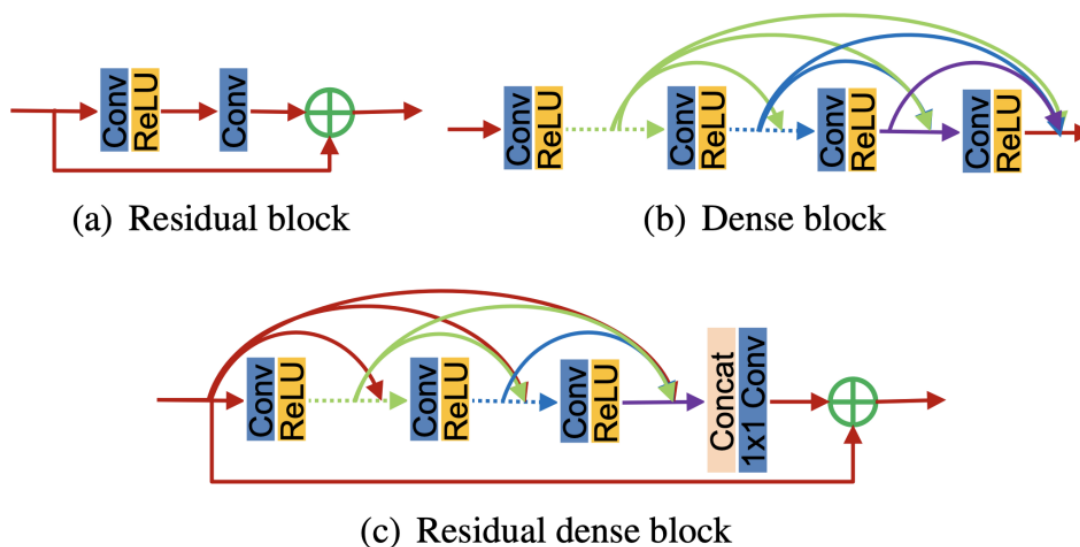 Conv
ReLU
Conv
(a) Residual block
Conv
ReLU
Conv
ReLU
Conv
ReLU
Conv
ReLU
(b) Dense block
Conv
ReLU
Conv
ReLU
Conv
ReLU
Concat
1x1 Conv
(c) Residual dense block